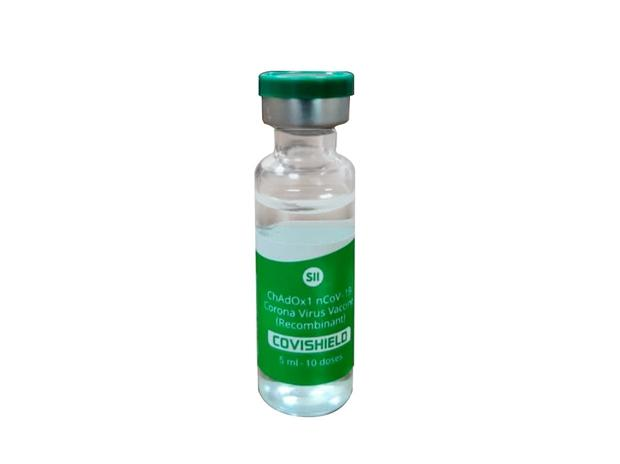 SII
ChAdOx1 nCoV-19
Corona Virus Vaccine
(Recombinant)
COVISHIELD
5 ml - 10 doses